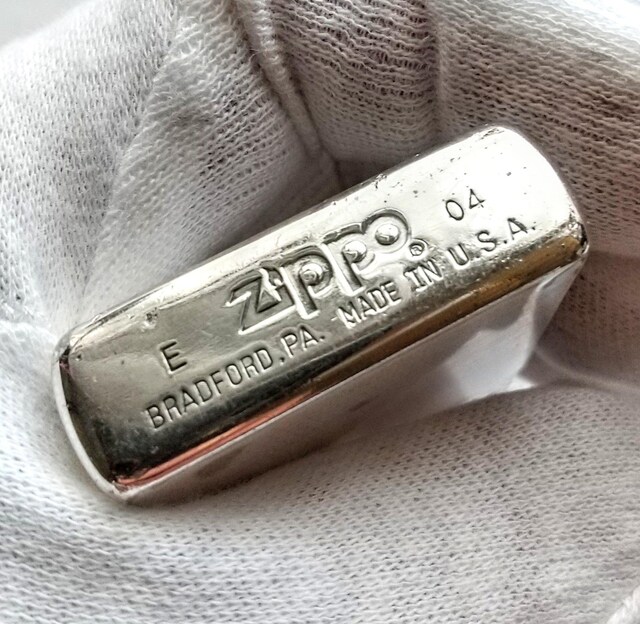 E Zippo ® 04
BRADFORD, PA. MADE IN U.S.A.